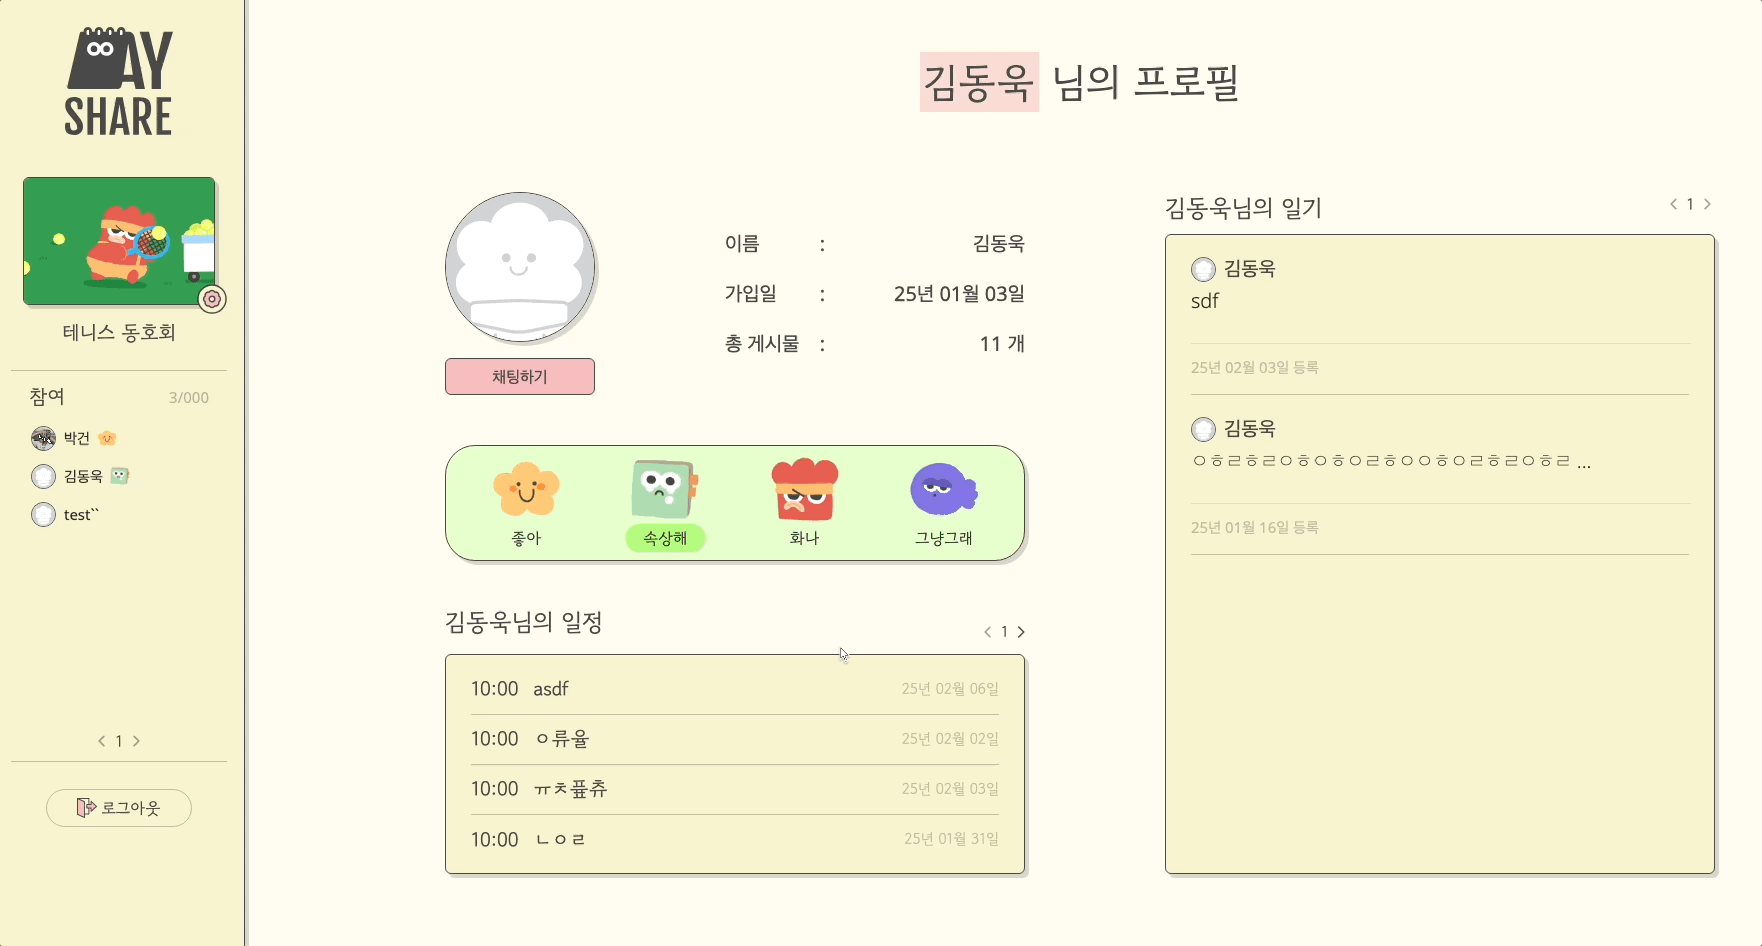 AY
SHARE
테니스 동호회
참여 3/000
박건
김동욱
test``
< 1 >
로그아웃
김동욱 님의 프로필
이름 : 김동욱
가입일 : 25년 01월 03일
총 게시물 : 11 개
채팅하기
좋아 속상해 화나 그냥그래
김동욱님의 일정 < 1 >
10:00 asdf 25년 02월 06일
10:00 ㅇ류율 25년 02월 02일
10:00 ㅠㅊ퓦츄 25년 02월 03일
10:00 ㄴㅇㄹ 25년 01월 31일
김동욱님의 일기 < 1 >
김동욱
sdf
25년 02월 03일 등록
김동욱
ㅇㅎㄹㅎㄹㅇㅎㅇㅎㅇㄹㅎㅇㅇㅎㅇㄹㅎㄹㅇㅎㄹ ...
25년 01월 16일 등록